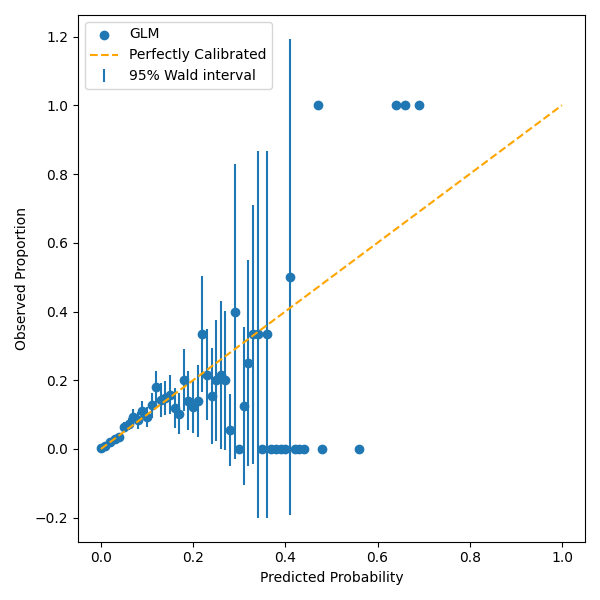 GLM
Perfectly Calibrated
95% Wald interval
1.2
1.0
0.8
0.6
0.4
0.2
0.0
−0.2
Observed Proportion
0.0 0.2 0.4 0.6 0.8 1.0
Predicted Probability